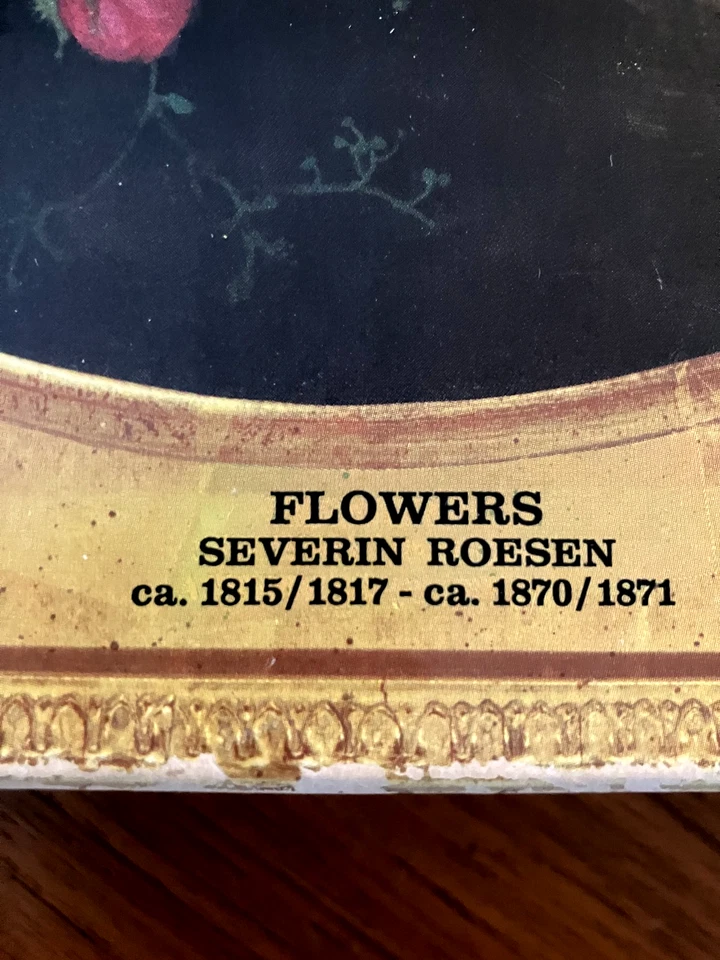 FLOWERS
SEVERIN ROESEN
ca. 1815/1817 - ca. 1870/1871